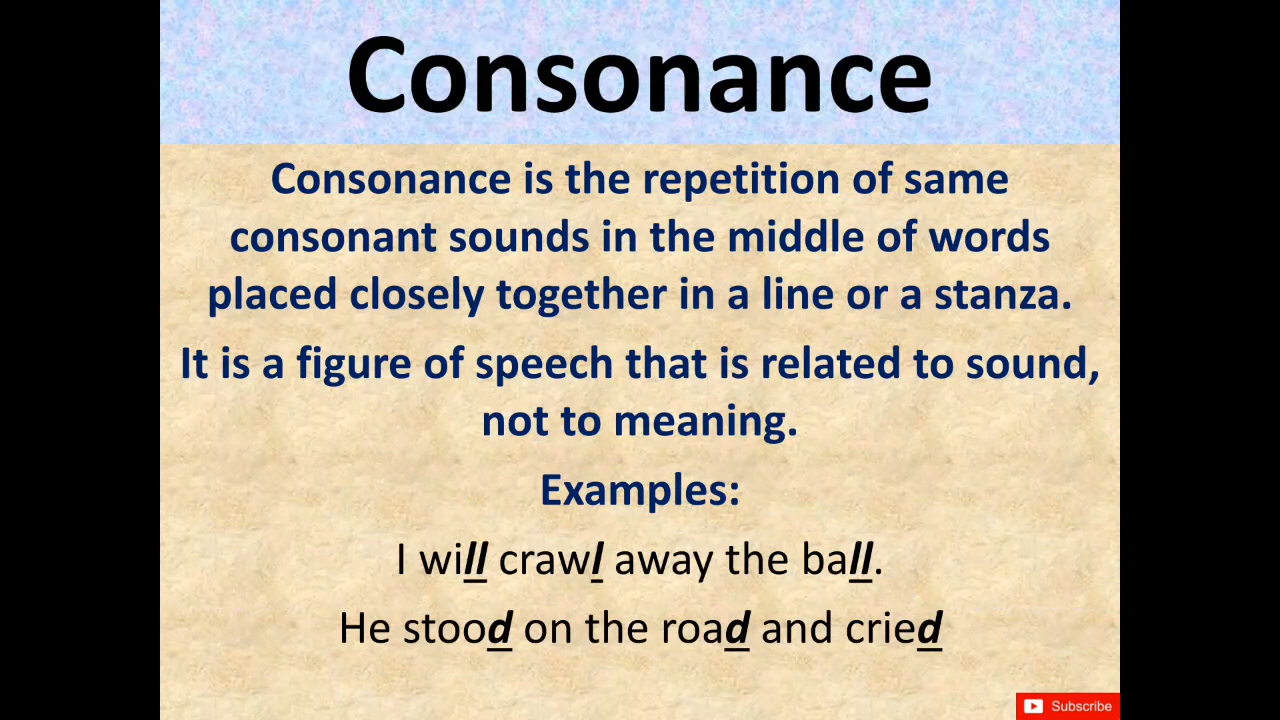 Consonance
Consonance is the repetition of same
consonant sounds in the middle of words
placed closely together in a line or a stanza.
It is a figure of speech that is related to sound,
not to meaning.
Examples:
I will crawl away the ball.
He stood on the road and cried
Subscribe